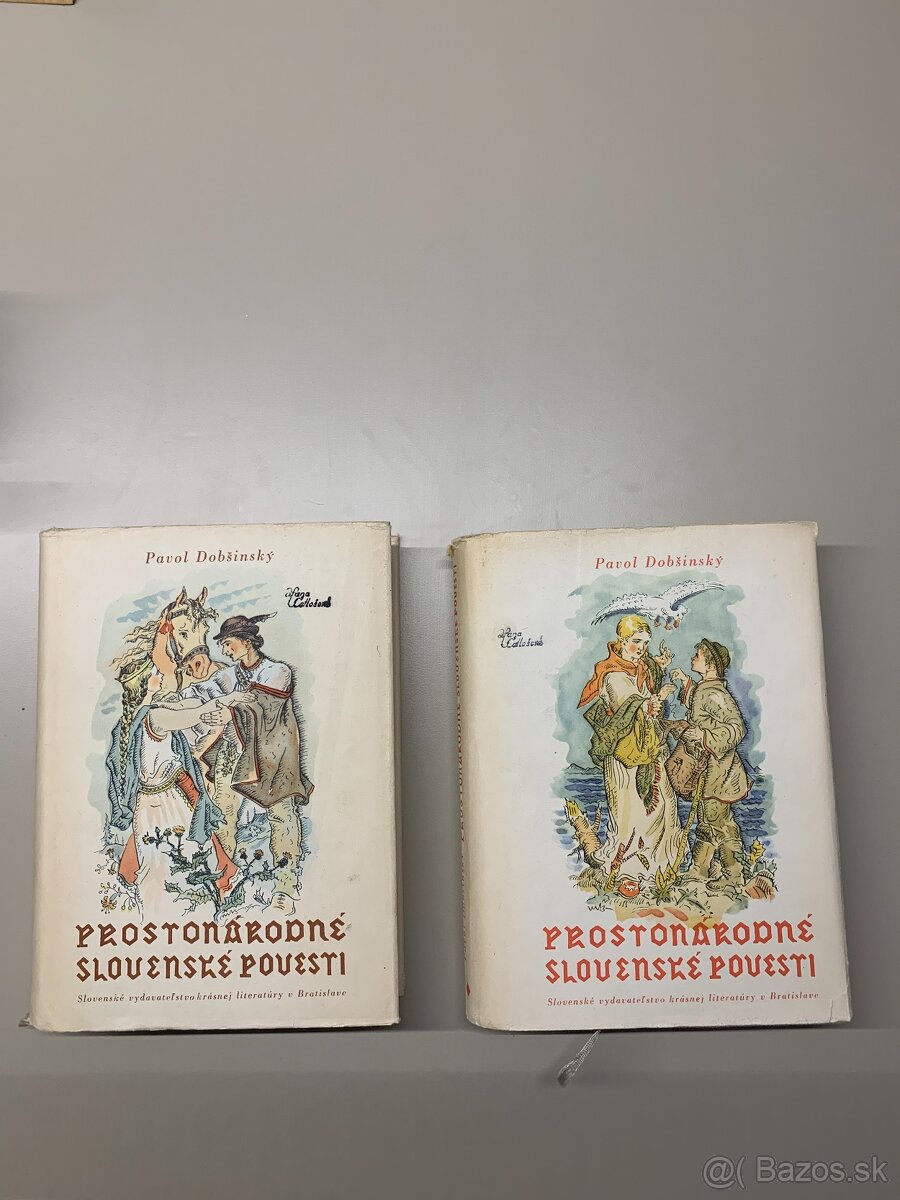 Pavol Dobšinský
PROSTONÁRODNÉ
SLOVENSKÉ POVESTI
Slovenské vydavateľstvo krásnej literatúry v Bratislave
Pavol Dobšinský
PROSTONÁRODNÉ
SLOVENSKÉ POVESTI
Slovenské vydavateľstvo krásnej literatúry v Bratislave
@( Bazos.sk